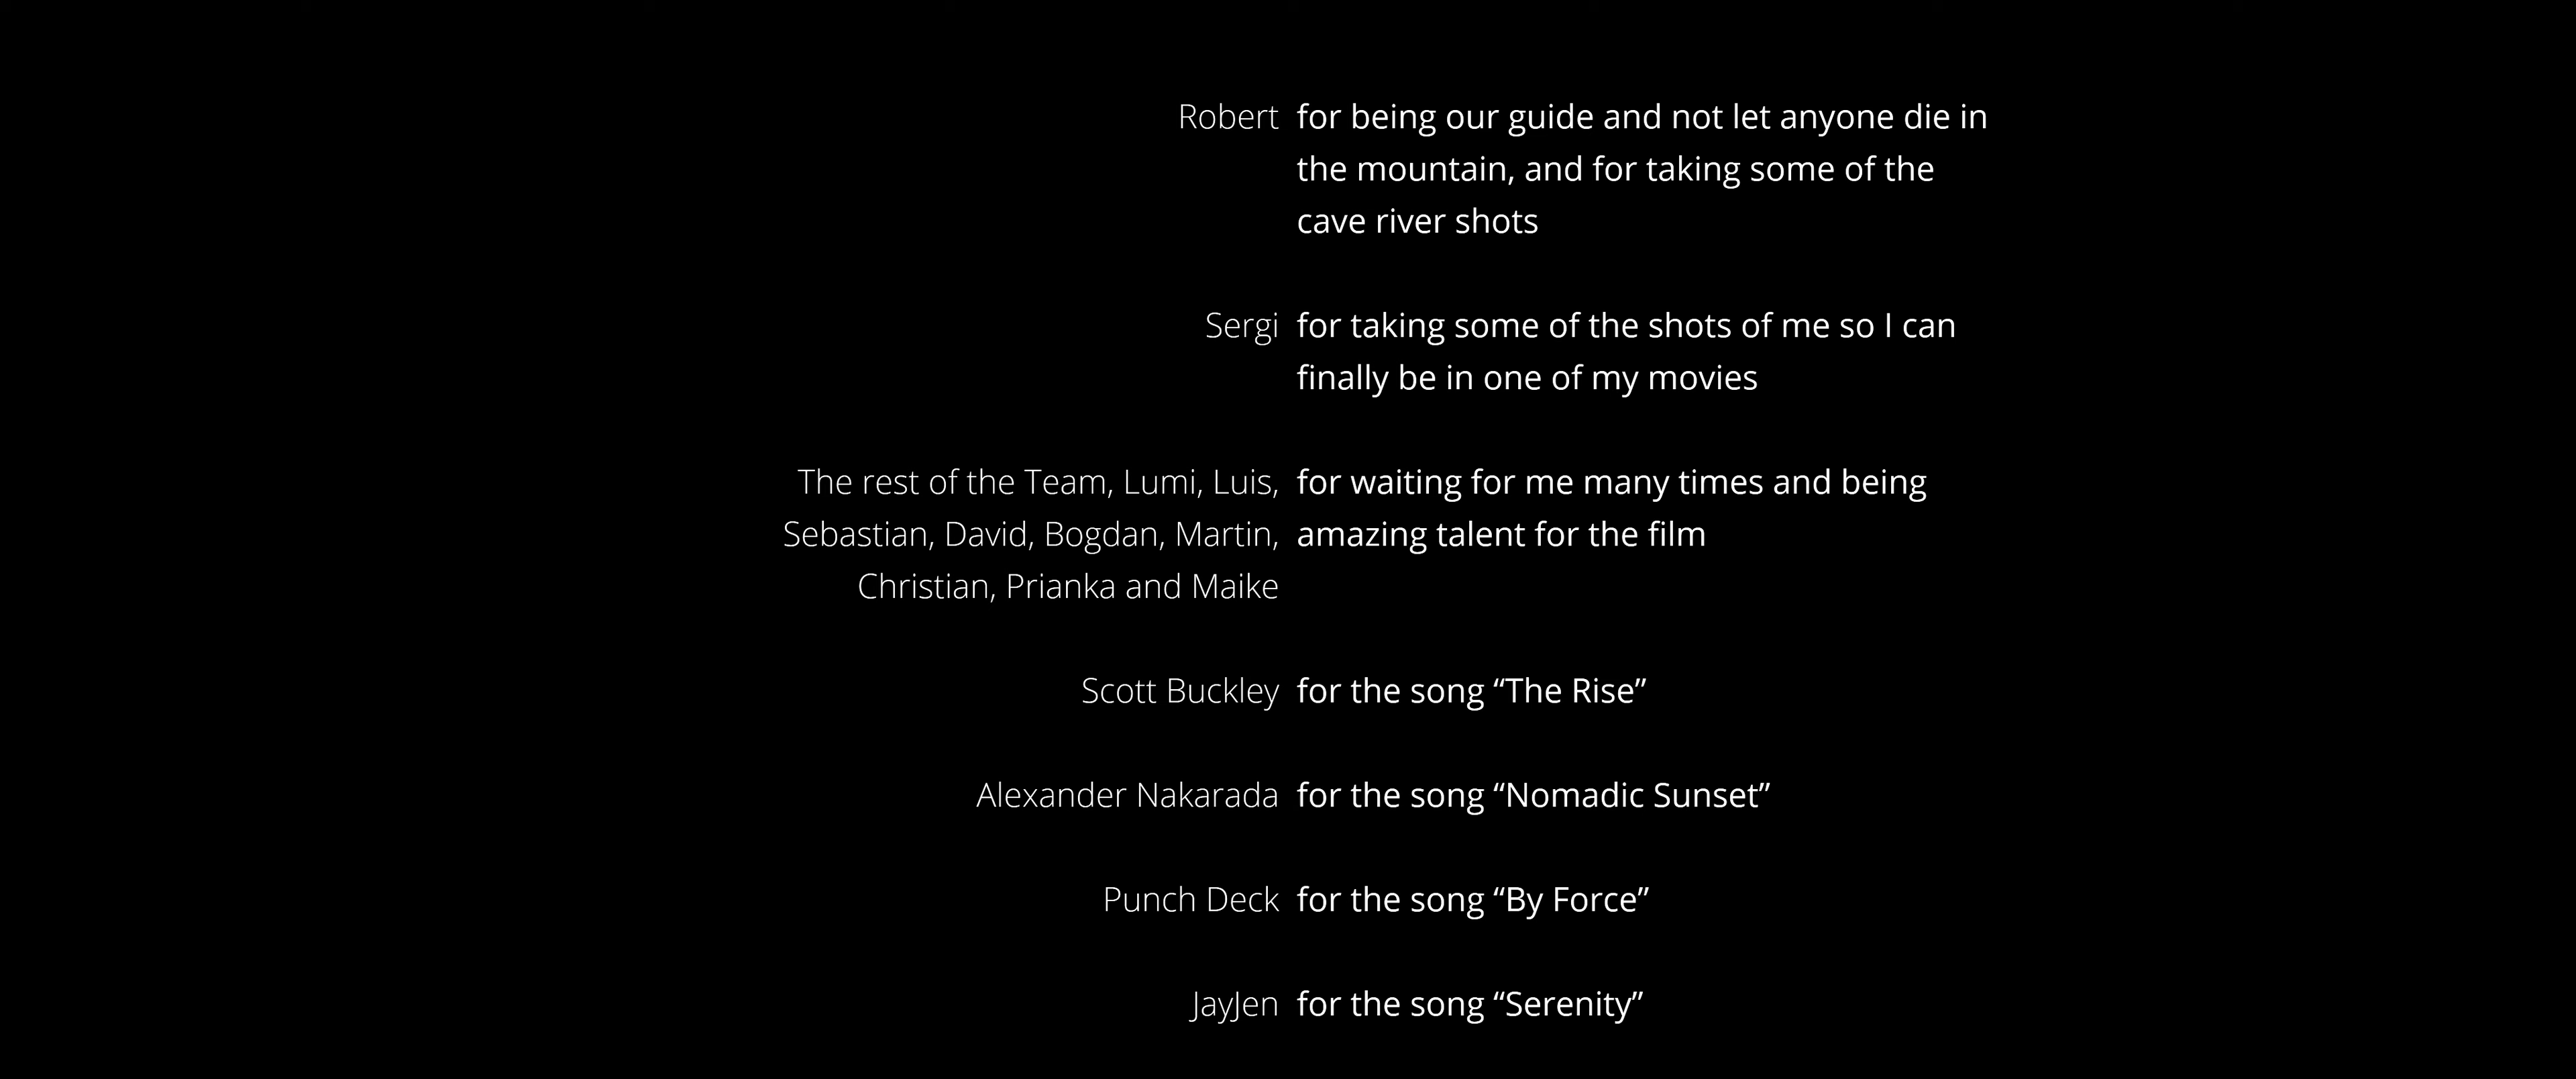 Robert for being our guide and not let anyone die in
the mountain, and for taking some of the
cave river shots
Sergi for taking some of the shots of me so I can
finally be in one of my movies
The rest of the Team, Lumi, Luis, for waiting for me many times and being
Sebastian, David, Bogdan, Martin, amazing talent for the film
Christian, Prianka and Maike
Scott Buckley for the song “The Rise”
Alexander Nakarada for the song “Nomadic Sunset”
Punch Deck for the song “By Force”
JayJen for the song “Serenity”